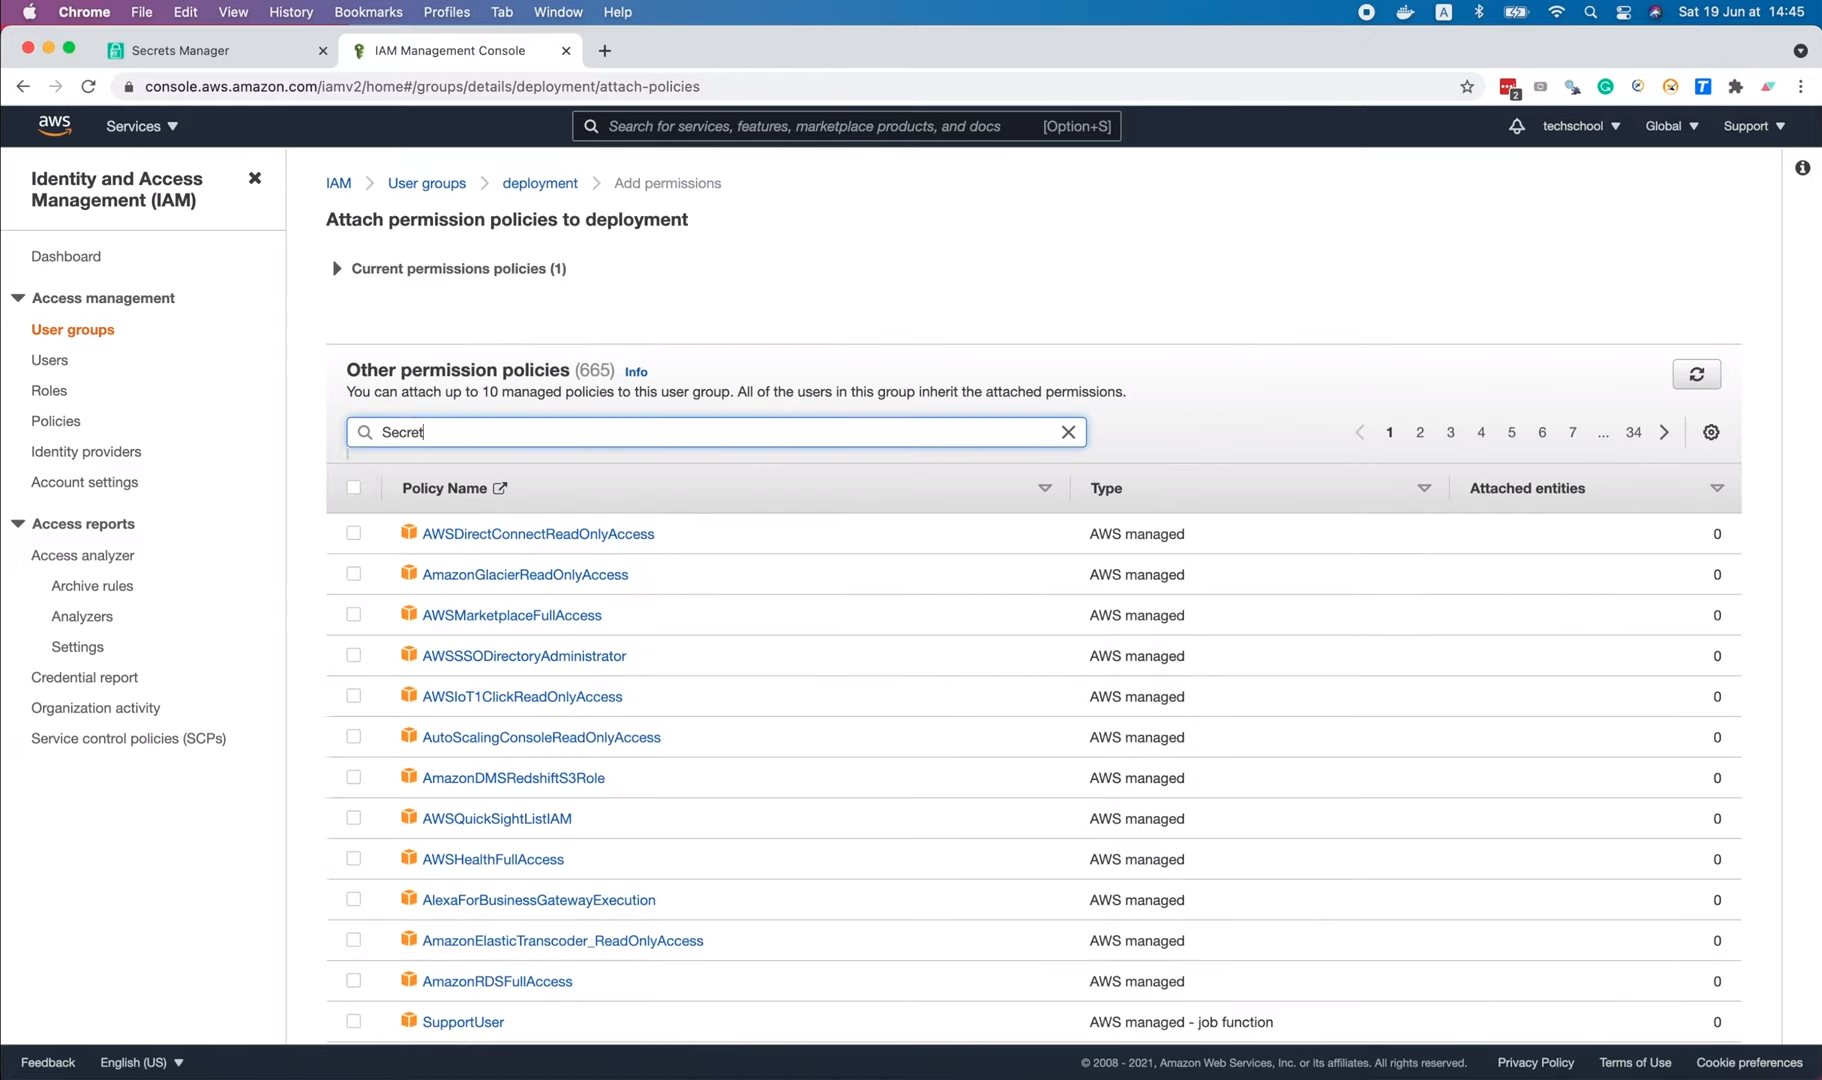 Chrome File Edit View History Bookmarks Profiles Tab Window Help A Sat 19 Jun at 14:45
Secrets Manager IAM Management Console
console.aws.amazon.com/iamv2/home#/groups/details/deployment/attach-policies 2 T
aws Services Search for services, features, marketplace products, and docs [Option+S] techschool Global Support
Identity and Access
Management (IAM)
Dashboard
Access management
User groups
Users
Roles
Policies
Identity providers
Account settings
Access reports
Access analyzer
Archive rules
Analyzers
Settings
Credential report
Organization activity
Service control policies (SCPs)
IAM User groups deployment Add permissions
Attach permission policies to deployment
Current permissions policies (1)
Other permission policies (665) Info
You can attach up to 10 managed policies to this user group. All of the users in this group inherit the attached permissions.
Secret 1 2 3 4 5 6 7 ... 34
Policy Name Type Attached entities
AWSDirectConnectReadOnlyAccess AWS managed 0
AmazonGlacierReadOnlyAccess AWS managed 0
AWSMarketplaceFullAccess AWS managed 0
AWSSSODirectoryAdministrator AWS managed 0
AWSIoT1ClickReadOnlyAccess AWS managed 0
AutoScalingConsoleReadOnlyAccess AWS managed 0
AmazonDMSRedshiftS3Role AWS managed 0
AWSQuickSightListIAM AWS managed 0
AWSHealthFullAccess AWS managed 0
AlexaForBusinessGatewayExecution AWS managed 0
AmazonElasticTranscoder_ReadOnlyAccess AWS managed 0
AmazonRDSFullAccess AWS managed 0
SupportUser AWS managed - job function 0
Feedback English (US) © 2008 - 2021, Amazon Web Services, Inc. or its affiliates. All rights reserved. Privacy Policy Terms of Use Cookie preferences